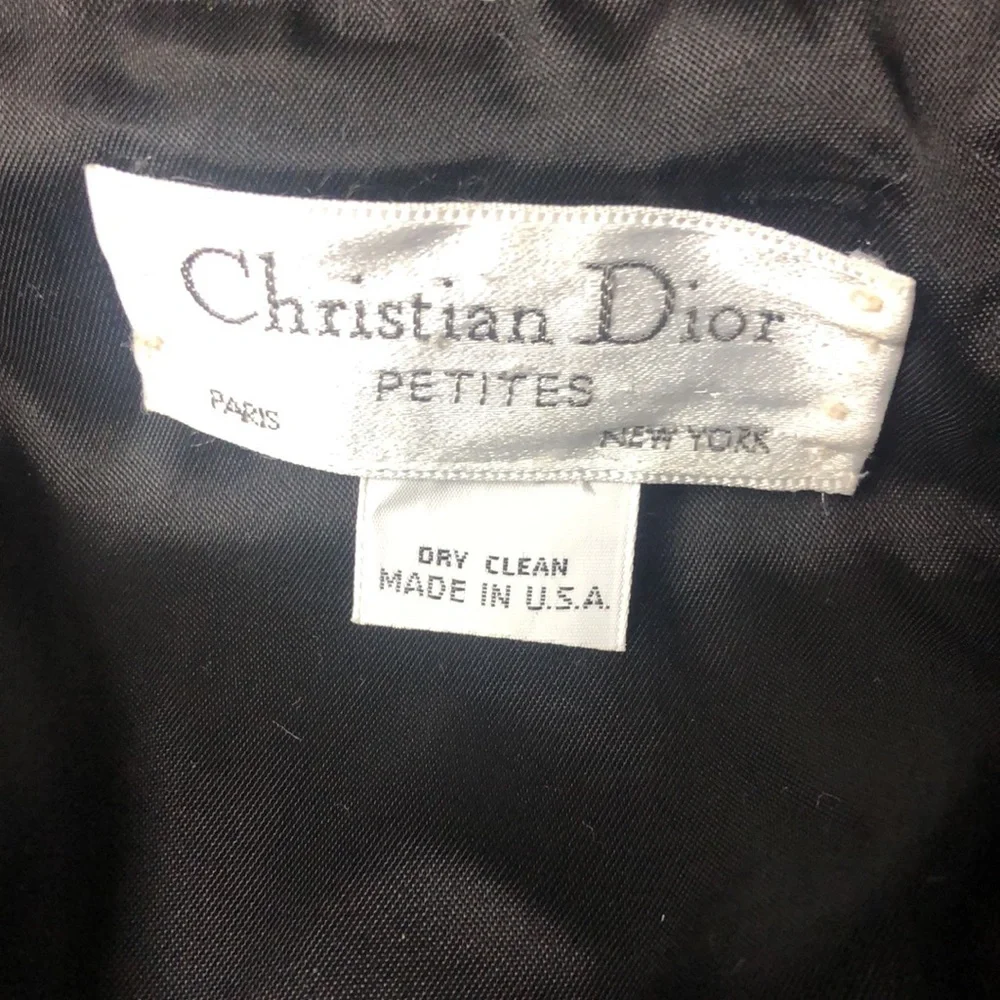 Christian Dior
PETITES
PARIS NEW YORK
DRY CLEAN
MADE IN U.S.A.